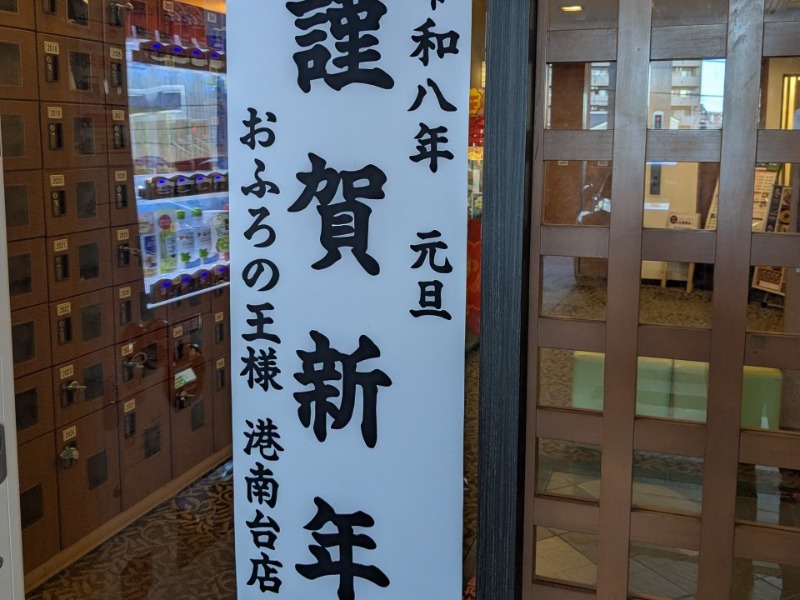 令和八年 元旦
謹賀新年
おふろの王様 港南台店